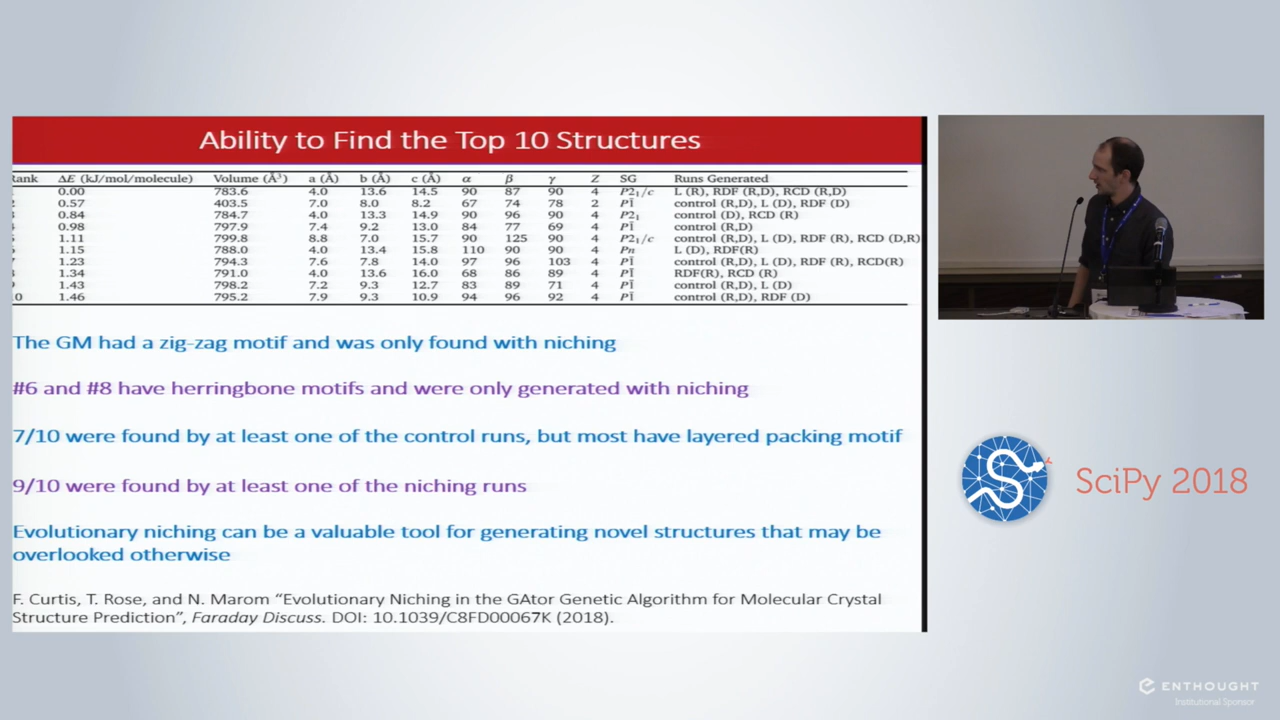 Ability to Find the Top 10 Structures
ΔE (kJ/mol/molecule) Volume (Å³) a (Å) b (Å) c (Å) α β γ Z SG Runs Generated
0.00 783.6 4.0 13.6 14.5 90 87 90 4 P2₁/c L (R), RDF (R,D), RCD (R,D)
0.57 403.5 7.0 8.0 8.2 67 74 78 2 P1̄ control (R,D), L (D), RDF (D)
0.84 784.7 4.0 13.3 14.9 90 96 90 4 P2₁ control (D), RCD (R)
0.98 797.9 7.4 9.2 13.0 84 77 69 4 P1̄ control (R,D)
1.11 799.8 8.8 7.0 15.7 90 125 90 4 P2₁/c control (R,D), L (D), RDF (R), RCD (D,R)
1.15 788.0 4.0 13.4 15.8 110 90 90 4 Pn L (D), RDF(R)
1.23 794.3 7.6 7.8 14.0 97 96 103 4 P1̄ control (R,D), L (D), RDF (R), RCD(R)
1.34 791.0 4.0 13.6 16.0 68 86 89 4 P1̄ RDF(R), RCD (R)
1.43 798.2 7.2 9.3 12.7 83 89 71 4 P1̄ control (R,D), L (D)
1.46 795.2 7.9 9.3 10.9 94 96 92 4 P1̄ control (R,D), RDF (D)
The GM had a zig-zag motif and was only found with niching
#6 and #8 have herringbone motifs and were only generated with niching
7/10 were found by at least one of the control runs, but most have layered packing motif
9/10 were found by at least one of the niching runs
Evolutionary niching can be a valuable tool for generating novel structures that may be
overlooked otherwise
F. Curtis, T. Rose, and N. Marom “Evolutionary Niching in the GAtor Genetic Algorithm for Molecular Crystal
Structure Prediction”, Faraday Discuss. DOI: 10.1039/C8FD00067K (2018).
SciPy 2018
ENTHOUGHT
Institutional Sponsor